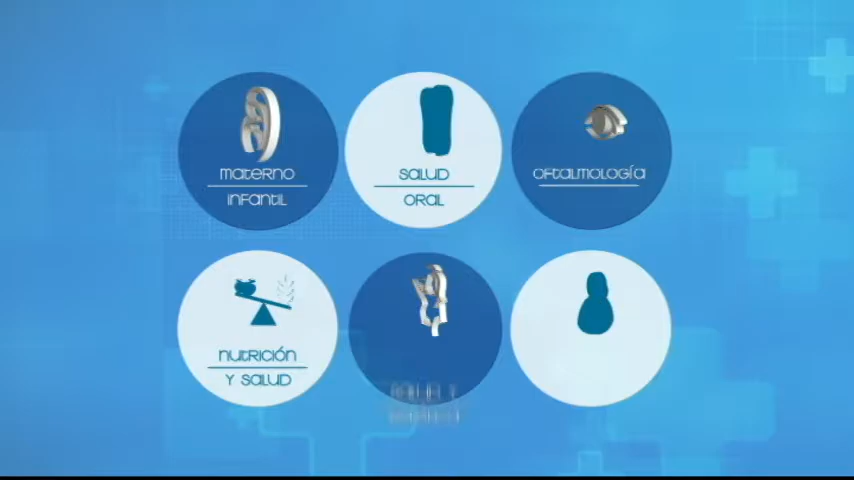 MATERNO
INFANTIL
SALUD
ORAL
OFTALMOLOGÍA
NUTRICIÓN
Y SALUD